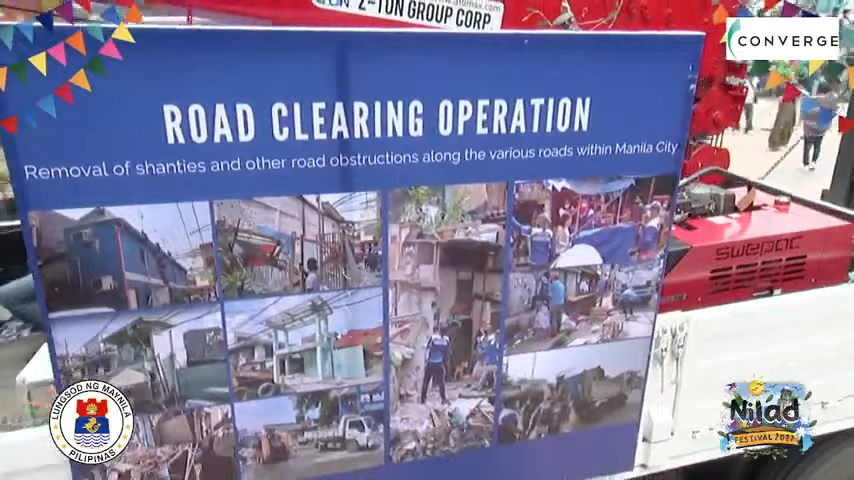 Z-TON GROUP CORP.
CONVERGE
ROAD CLEARING OPERATION
Removal of shanties and other road obstructions along the various roads within Manila City
swepac
LUNGSOD NG MAYNILA
PILIPINAS
Nilad
FESTIVAL 2022